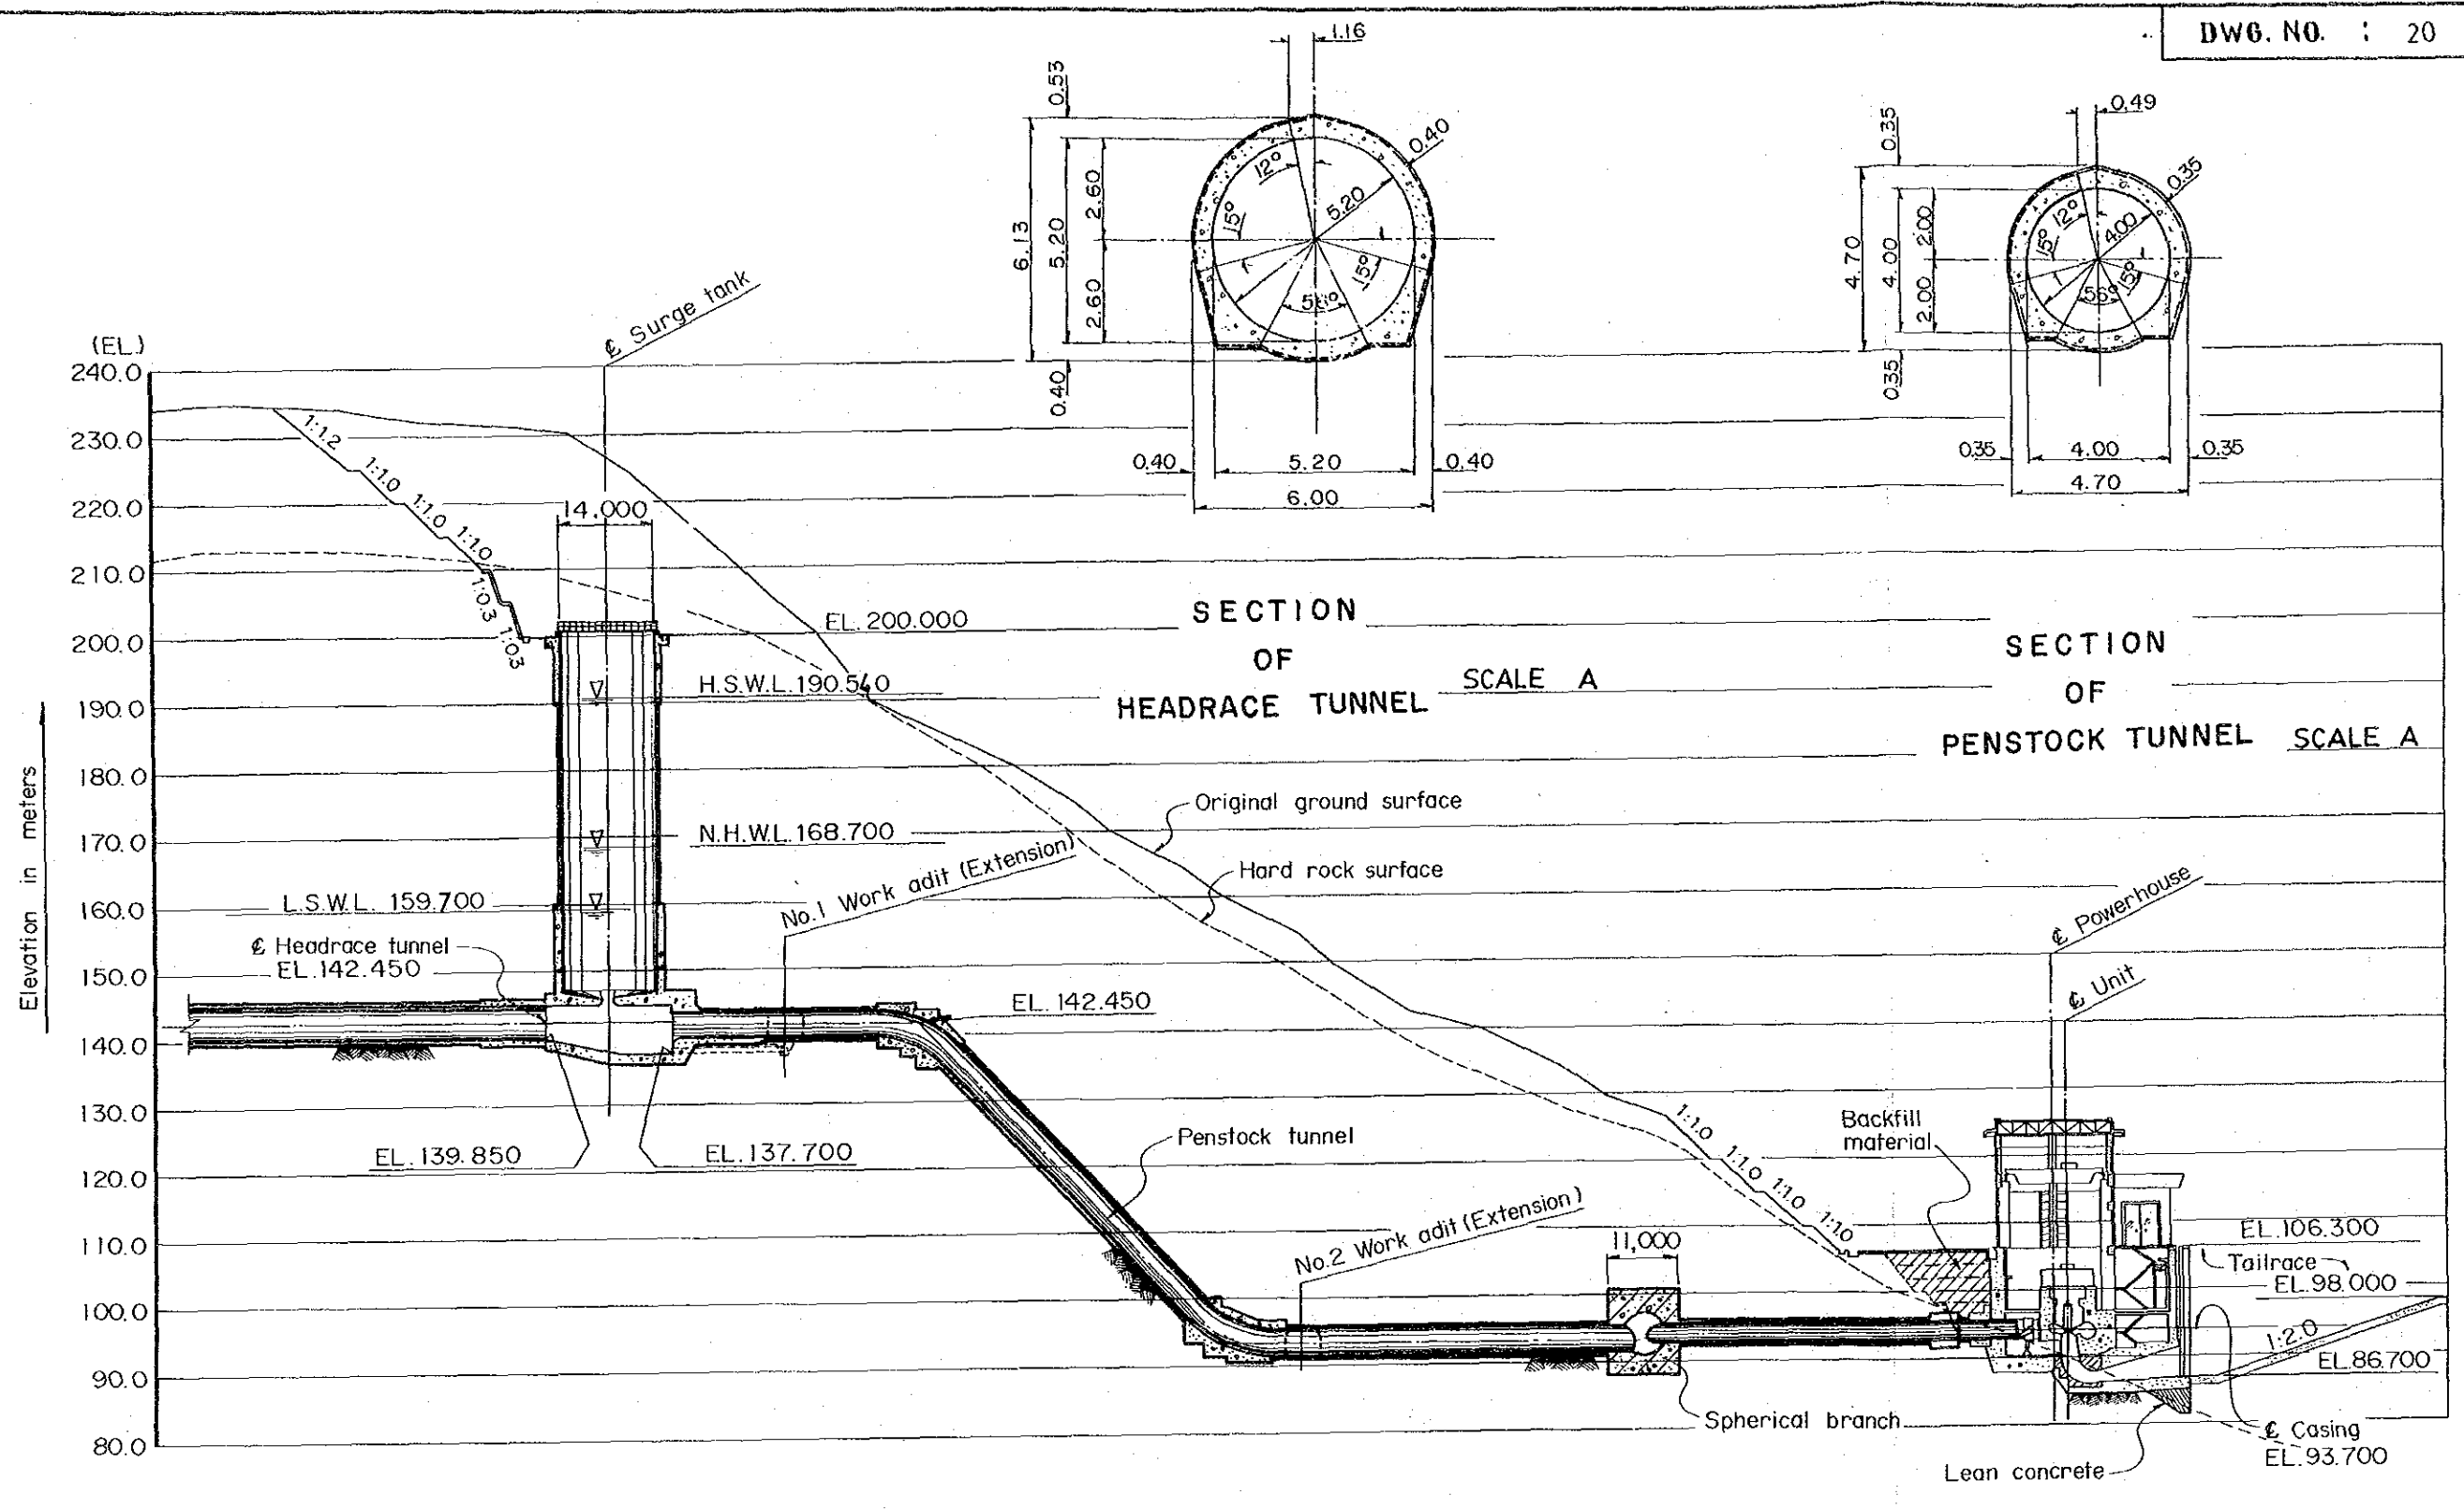 DWG. NO. : 20
1.16
0.53
0.40
12°
15°
5.20
15°
56°
6.13
5.20
2.60
2.60
0.40
0.40
5.20
0.40
6.00
SECTION
OF
HEADRACE TUNNEL
SCALE A
0.49
0.35
0.35
12°
15°
4.00
15°
56°
4.70
4.00
2.00
2.00
0.35
0.35
4.00
0.35
4.70
SECTION
OF
PENSTOCK TUNNEL
SCALE A
Elevation in meters
(EL.)
240.0
230.0
220.0
210.0
200.0
190.0
180.0
170.0
160.0
150.0
140.0
130.0
120.0
110.0
100.0
90.0
80.0
℄ Surge tank
1:1.2
1:1.0
1:1.0
1:1.0
1:0.3
1:0.3
14.000
EL. 200.000
H.S.W.L. 190.540
N.H.W.L. 168.700
L.S.W.L. 159.700
℄ Headrace tunnel
EL. 142.450
No.1 Work adit (Extension)
EL. 142.450
EL. 139.850
EL. 137.700
Original ground surface
Hard rock surface
Penstock tunnel
No.2 Work adit (Extension)
11,000
Spherical branch
1:1.0
1:1.0
1:1.0
1:1.0
Backfill
material
℄ Powerhouse
℄ Unit
EL. 106.300
Tailrace
EL. 98.000
1:2.0
EL. 86.700
℄ Casing
EL. 93.700
Lean concrete